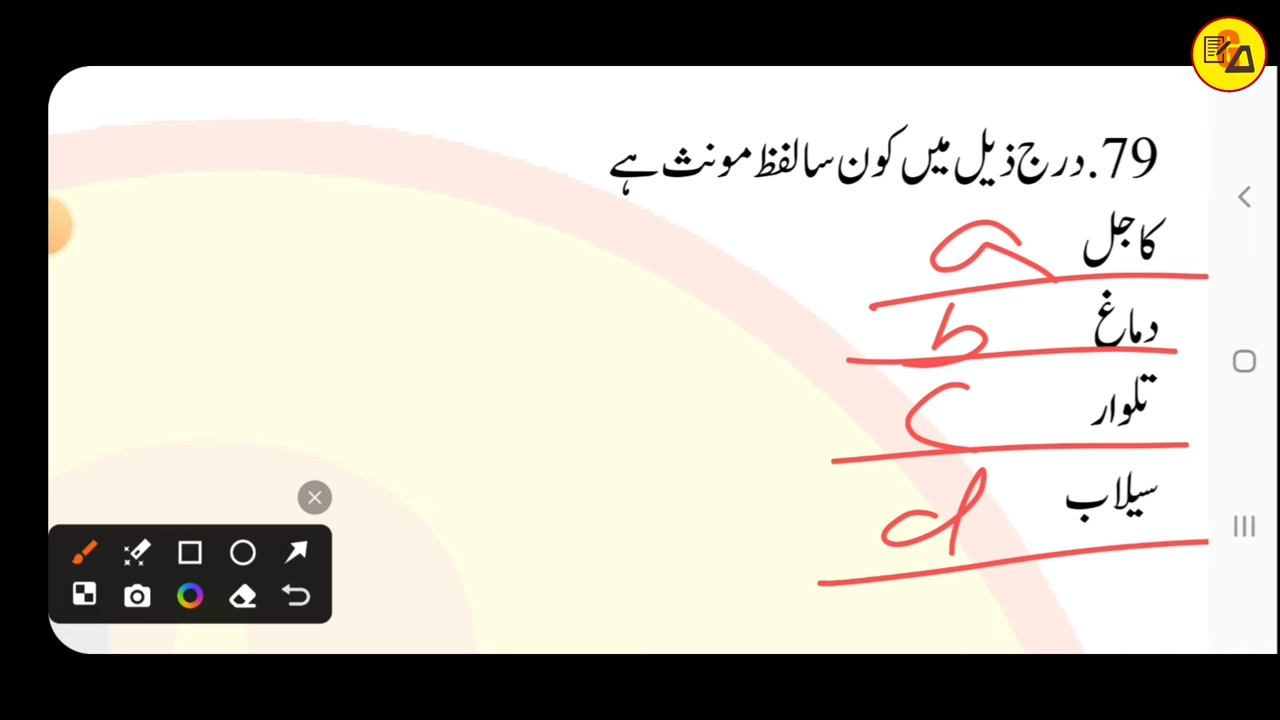 79. درج ذیل میں کون سا لفظ مونث ہے
کاجل a
دماغ b
تلوار c
سیلاب d